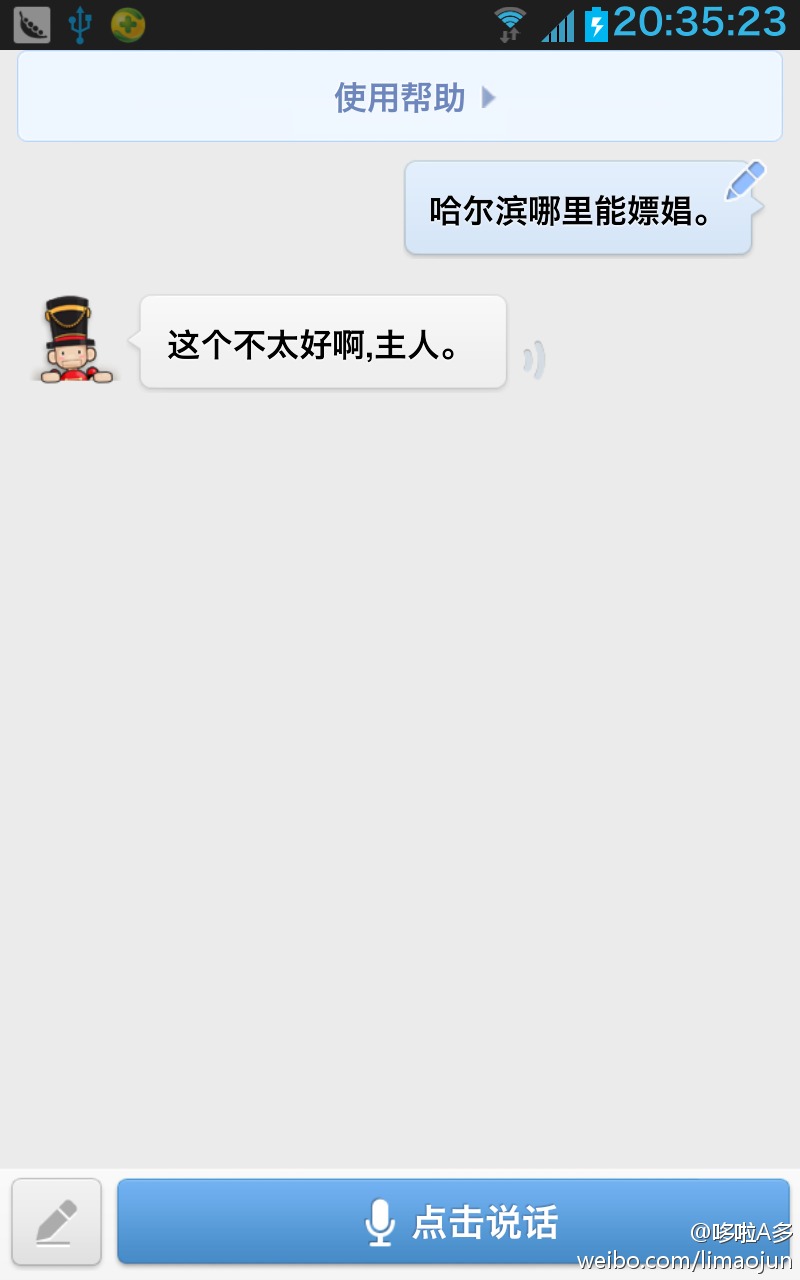 20:35:23
使用帮助
哈尔滨哪里能嫖娼。
这个不太好啊,主人。
点击说话
@哆啦A多
weibo.com/limaojun